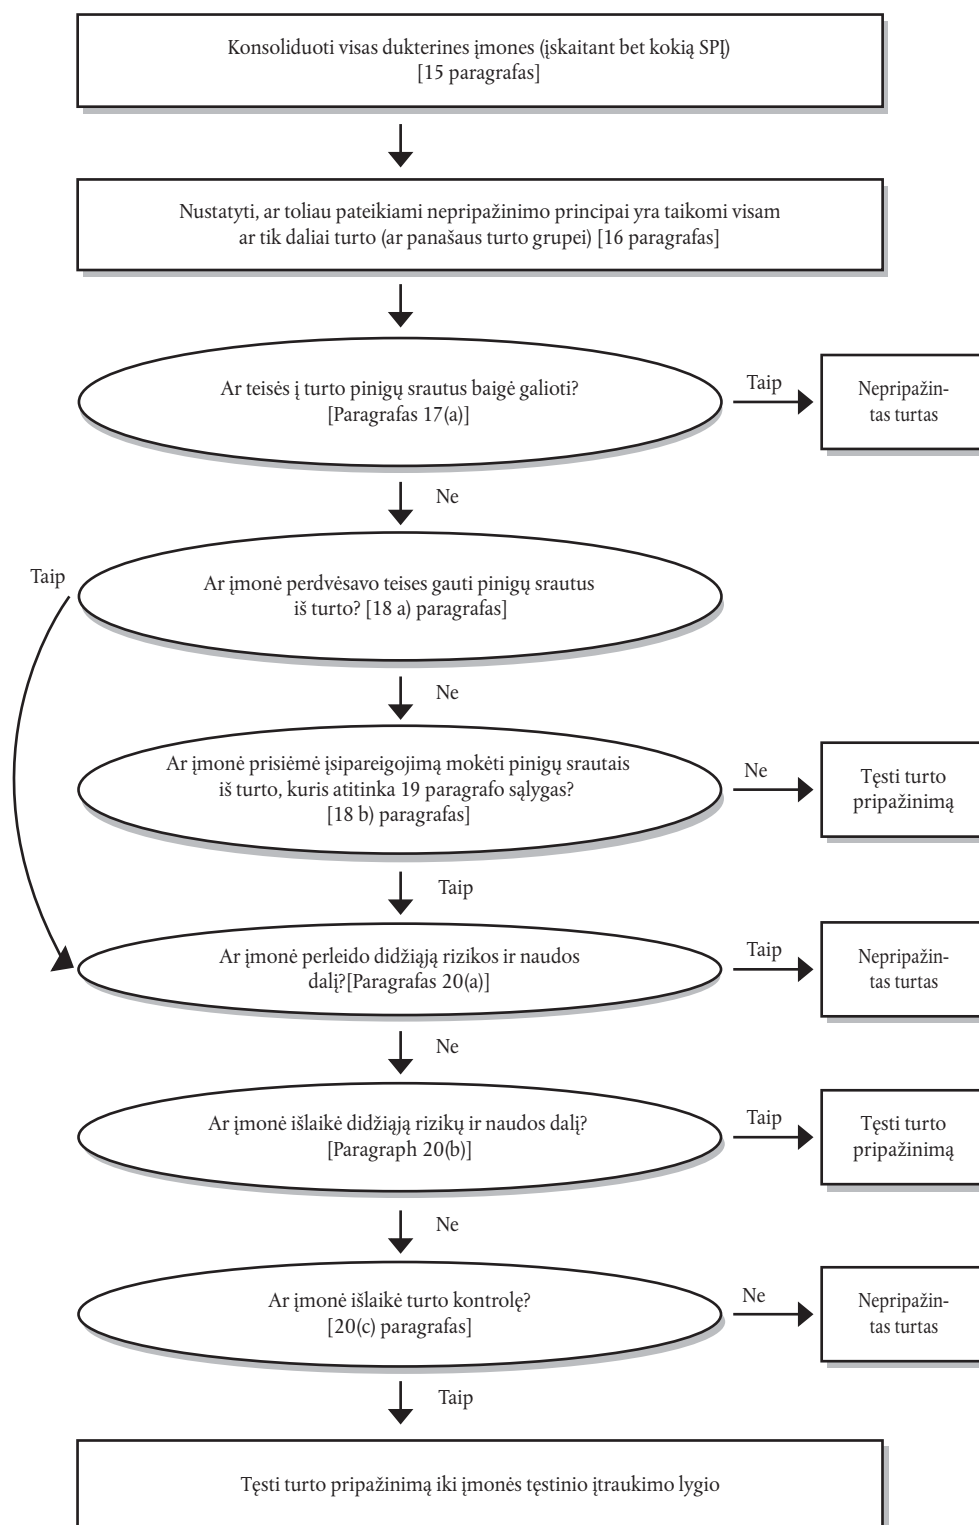 Konsoliduoti visas dukterines įmones (įskaitant bet kokią SPĮ)
[15 paragrafas]
Nustatyti, ar toliau pateikiami nepripažinimo principai yra taikomi visam
ar tik daliai turto (ar panašaus turto grupei) [16 paragrafas]
Ar teisės į turto pinigų srautus baigė galioti?
[Paragrafas 17(a)]
Taip
Nepripažin-
tas turtas
Ne
Taip
Ar įmonė perdvėsavo teises gauti pinigų srautus
iš turto? [18 a) paragrafas]
Ne
Ar įmonė prisiėmė įsipareigojimą mokėti pinigų srautais
iš turto, kuris atitinka 19 paragrafo sąlygas?
[18 b) paragrafas]
Ne
Tęsti turto
pripažinimą
Taip
Ar įmonė perleido didžiąją rizikos ir naudos
dalį?[Paragrafas 20(a)]
Taip
Nepripažin-
tas turtas
Ne
Ar įmonė išlaikė didžiąją rizikų ir naudos dalį?
[Paragraph 20(b)]
Taip
Tęsti turto
pripažinimą
Ne
Ar įmonė išlaikė turto kontrolę?
[20(c) paragrafas]
Ne
Nepripažin-
tas turtas
Taip
Tęsti turto pripažinimą iki įmonės tęstinio įtraukimo lygio